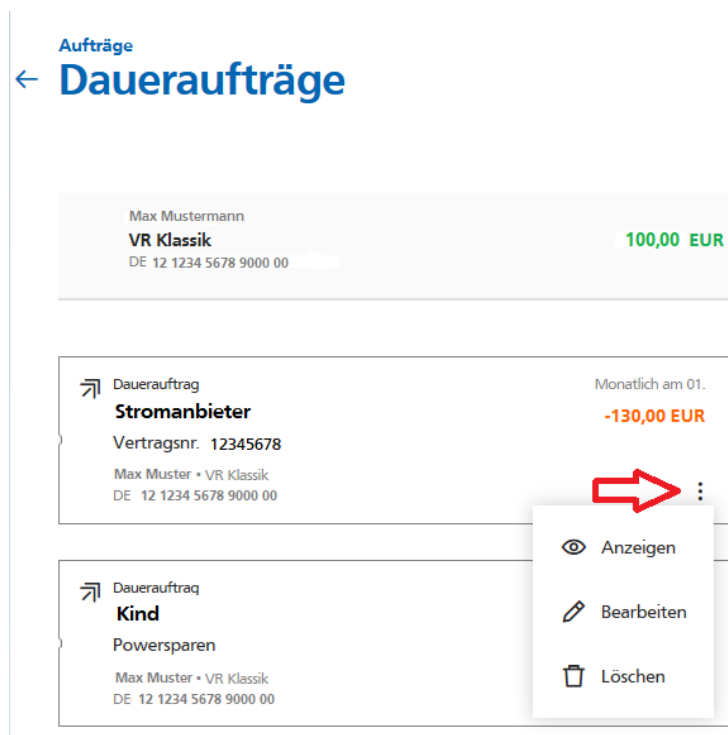 Aufträge
Daueraufträge
Max Mustermann
VR Klassik
100,00 EUR
DE 12 1234 5678 9000 00
Dauerauftrag
Monatlich am 01.
Stromanbieter
-130,00 EUR
Vertragsnr. 12345678
Max Muster • VR Klassik
DE 12 1234 5678 9000 00
Anzeigen
Bearbeiten
Löschen
Dauerauftrag
Kind
Powersparen
Max Muster • VR Klassik
DE 12 1234 5678 9000 00